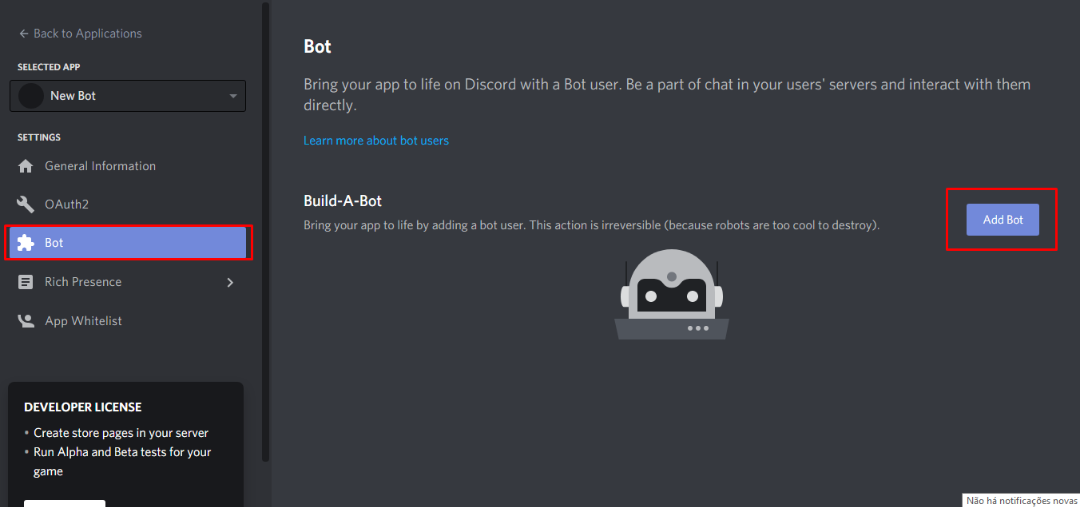 ← Back to Applications
SELECTED APP
New Bot
SETTINGS
General Information
OAuth2
Bot
Rich Presence
App Whitelist
DEVELOPER LICENSE
• Create store pages in your server
• Run Alpha and Beta tests for your
game
Bot
Bring your app to life on Discord with a Bot user. Be a part of chat in your users' servers and interact with them
directly.
Learn more about bot users
Build-A-Bot
Bring your app to life by adding a bot user. This action is irreversible (because robots are too cool to destroy).
Add Bot
Não há notificações novas